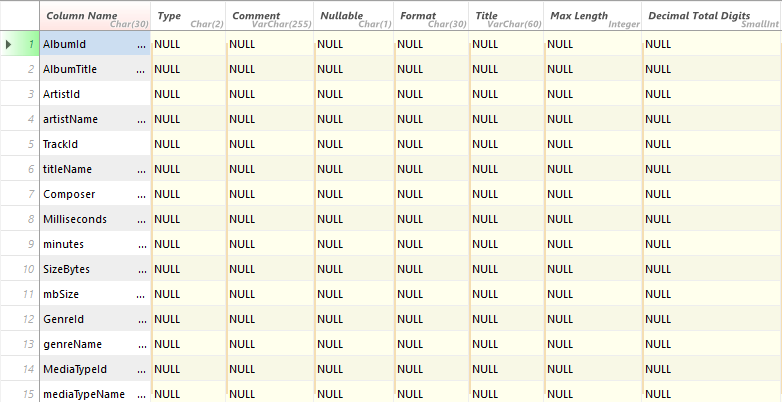 Column Name Type Comment Nullable Format Title Max Length Decimal Total Digits
Char(30) Char(2) VarChar(255) Char(1) Char(30) VarChar(60) Integer SmallInt
1 AlbumId ... NULL NULL NULL NULL NULL NULL NULL
2 AlbumTitle ... NULL NULL NULL NULL NULL NULL NULL
3 ArtistId ... NULL NULL NULL NULL NULL NULL NULL
4 artistName ... NULL NULL NULL NULL NULL NULL NULL
5 TrackId ... NULL NULL NULL NULL NULL NULL NULL
6 titleName ... NULL NULL NULL NULL NULL NULL NULL
7 Composer ... NULL NULL NULL NULL NULL NULL NULL
8 Milliseconds ... NULL NULL NULL NULL NULL NULL NULL
9 minutes ... NULL NULL NULL NULL NULL NULL NULL
10 SizeBytes ... NULL NULL NULL NULL NULL NULL NULL
11 mbSize ... NULL NULL NULL NULL NULL NULL NULL
12 GenreId ... NULL NULL NULL NULL NULL NULL NULL
13 genreName ... NULL NULL NULL NULL NULL NULL NULL
14 MediaTypeId ... NULL NULL NULL NULL NULL NULL NULL
15 mediaTypeName ... NULL NULL NULL NULL NULL NULL NULL